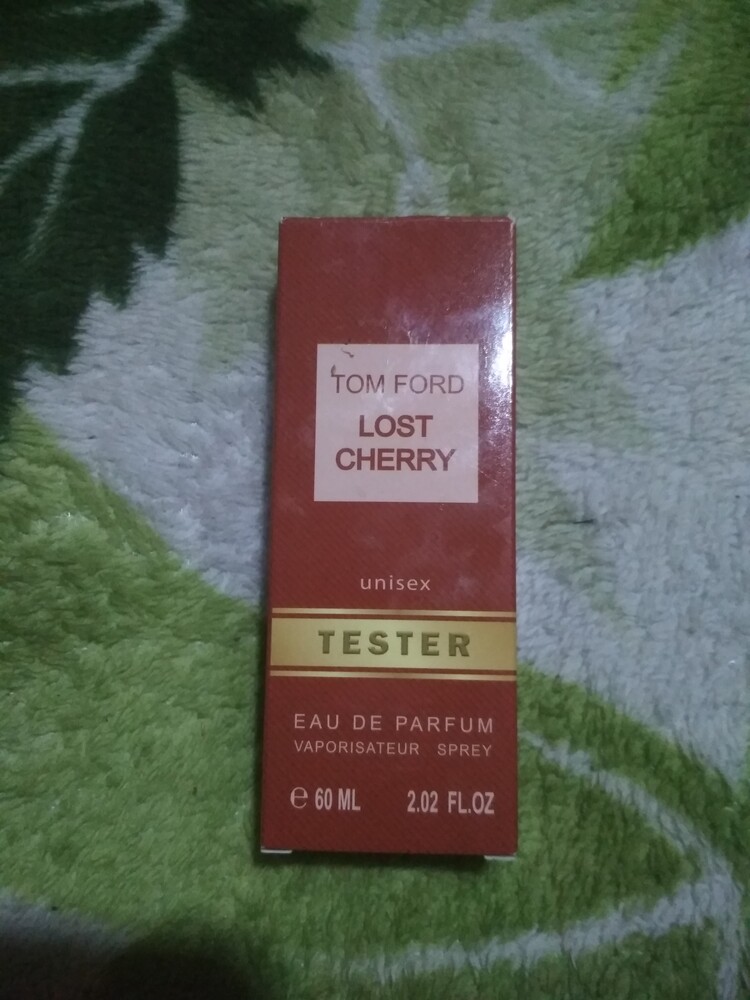 TOM FORD
LOST
CHERRY
unisex
TESTER
EAU DE PARFUM
VAPORISATEUR SPREY
℮ 60 ML 2.02 FL.OZ